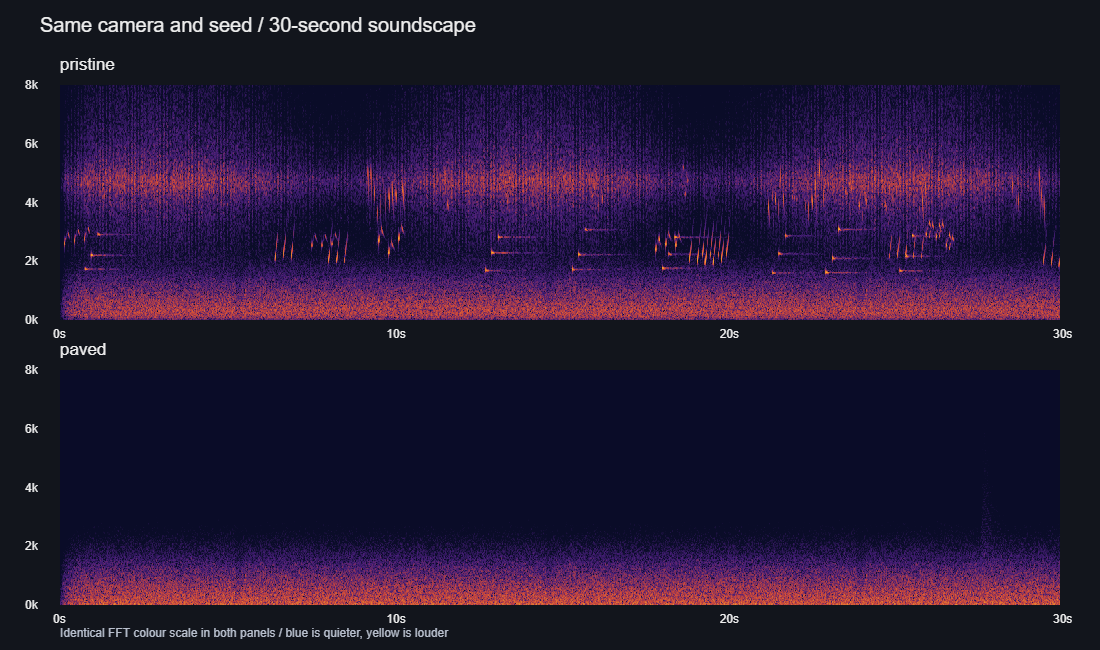 Same camera and seed / 30-second soundscape
pristine
8k
6k
4k
2k
0k
0s 10s 20s 30s
paved
8k
6k
4k
2k
0k
0s 10s 20s 30s
Identical FFT colour scale in both panels / blue is quieter, yellow is louder